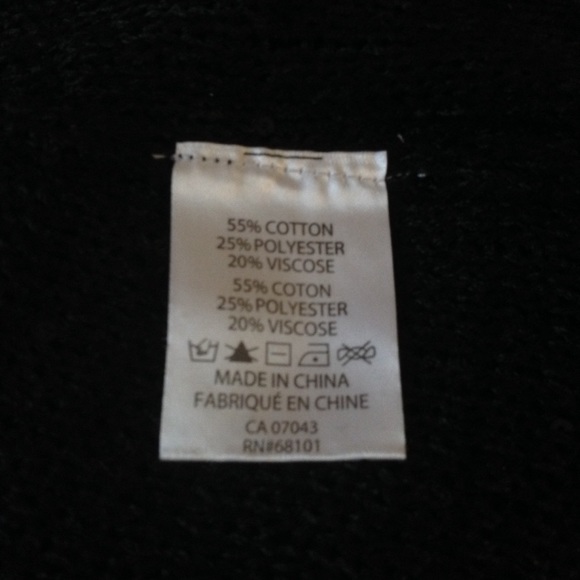 55% COTTON
25% POLYESTER
20% VISCOSE
55% COTON
25% POLYESTER
20% VISCOSE
MADE IN CHINA
FABRIQUÉ EN CHINE
CA 07043
RN#68101